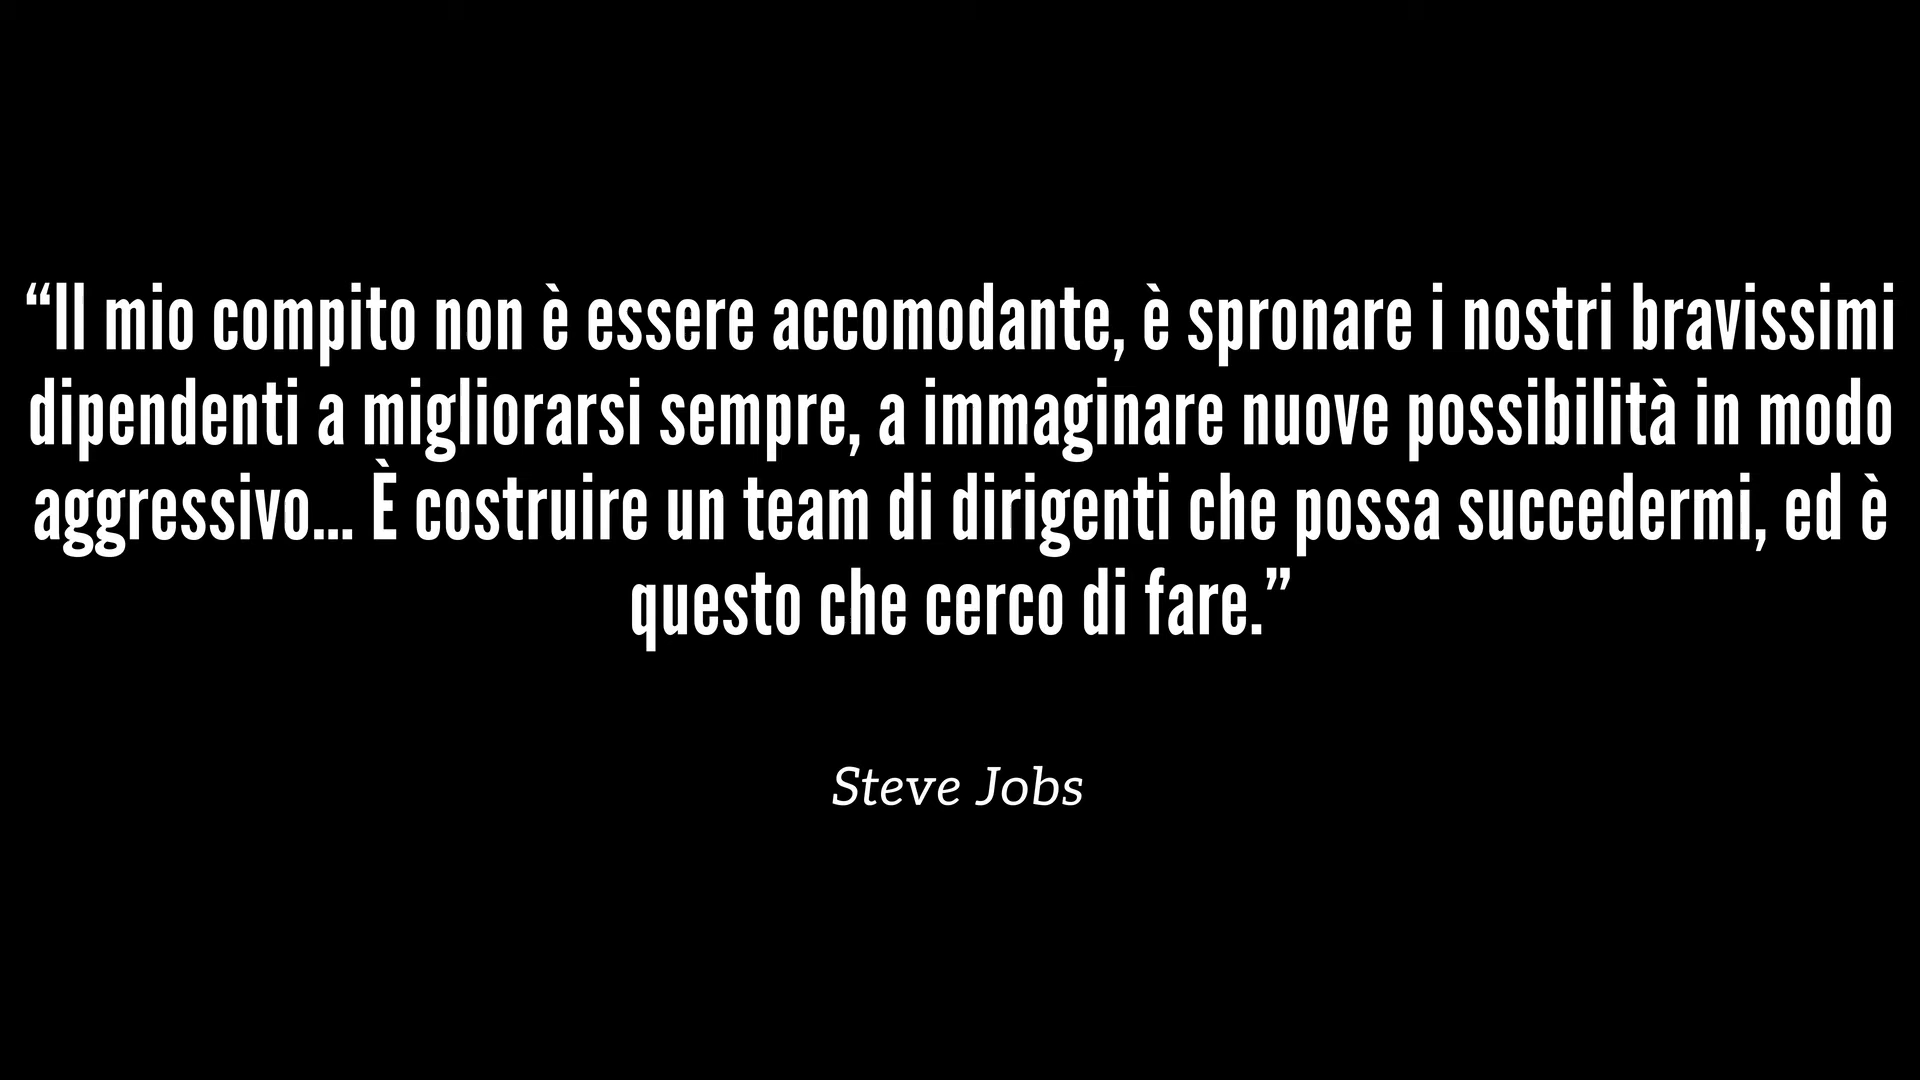 “Il mio compito non è essere accomodante, è spronare i nostri bravissimi
dipendenti a migliorarsi sempre, a immaginare nuove possibilità in modo
aggressivo... È costruire un team di dirigenti che possa succedermi, ed è
questo che cerco di fare.”
Steve Jobs